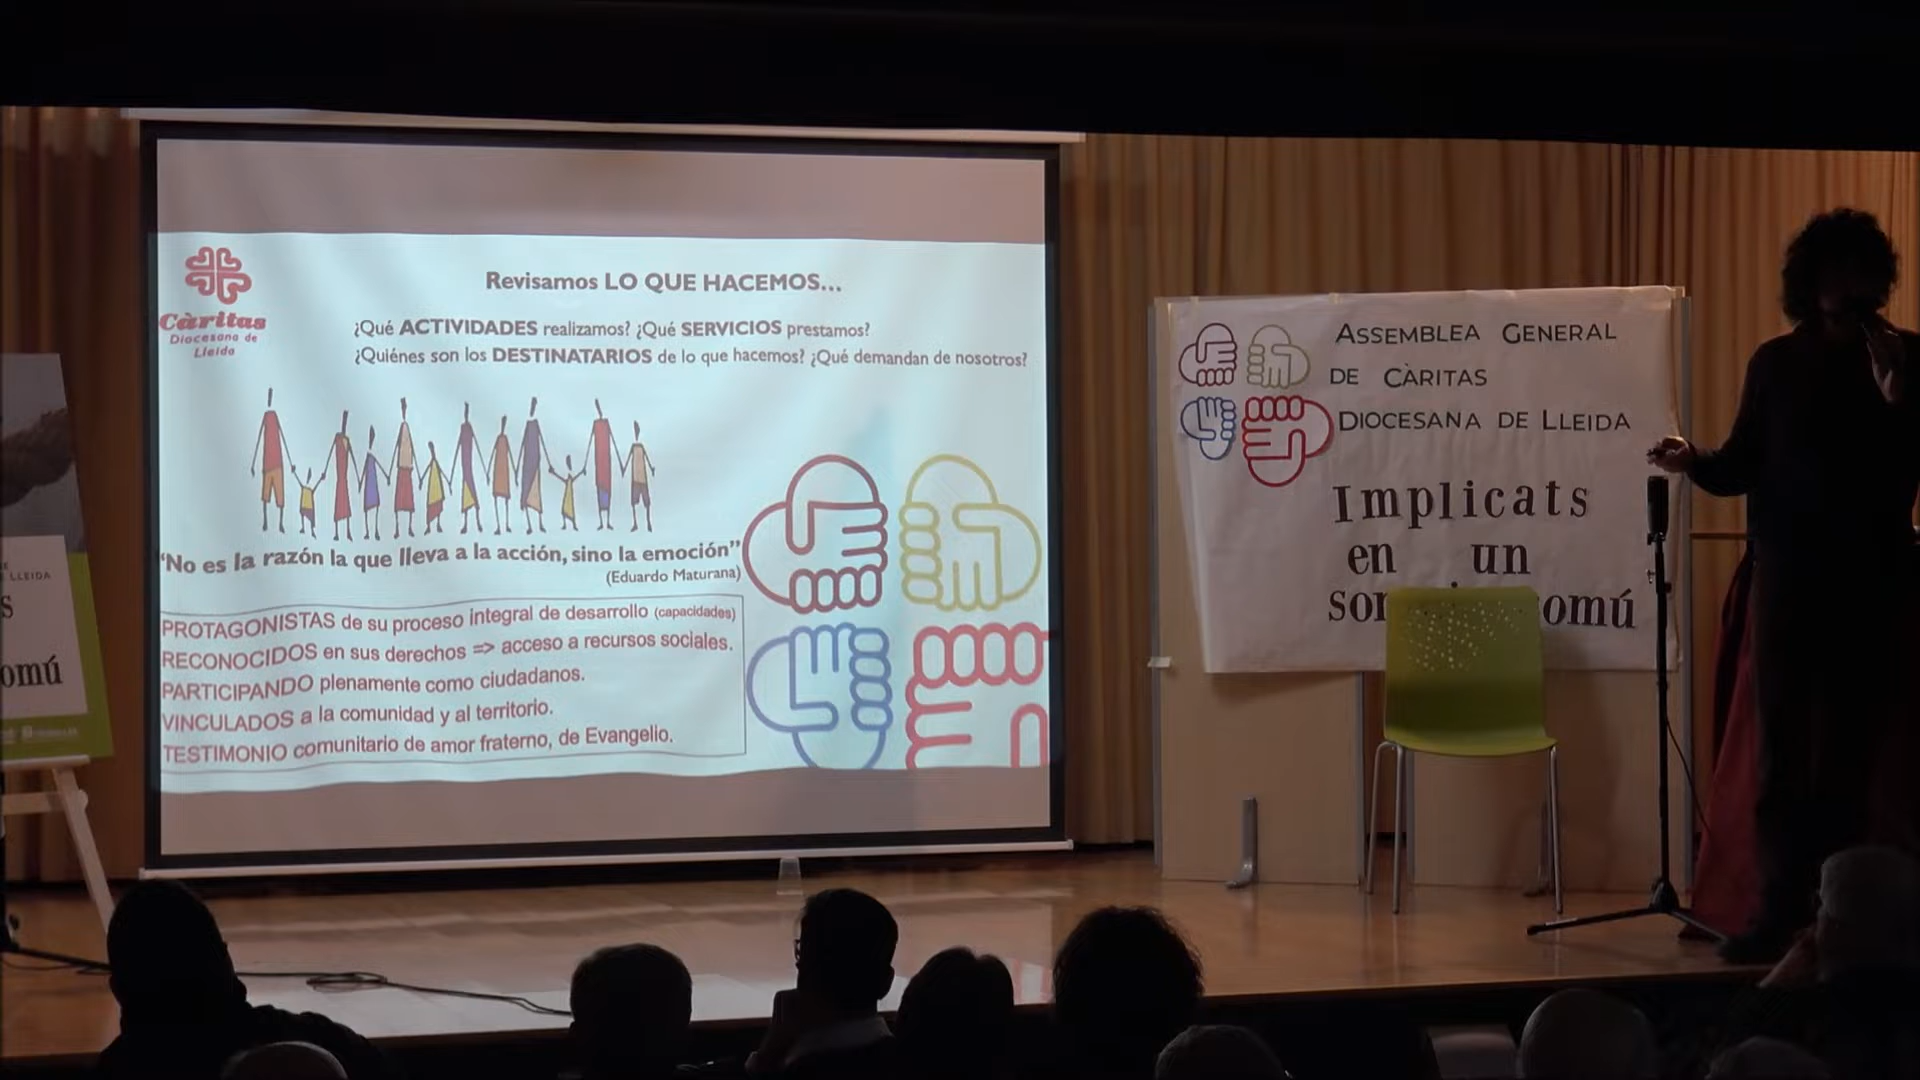 Càritas
Diocesana de
Lleida
Revisamos LO QUE HACEMOS...
¿Qué ACTIVIDADES realizamos? ¿Qué SERVICIOS prestamos?
¿Quiénes son los DESTINATARIOS de lo que hacemos? ¿Qué demandan de nosotros?
“No es la razón la que lleva a la acción, sino la emoción”
(Eduardo Maturana)
PROTAGONISTAS de su proceso integral de desarrollo (capacidades)
RECONOCIDOS en sus derechos => acceso a recursos sociales.
PARTICIPANDO plenamente como ciudadanos.
VINCULADOS a la comunidad y al territorio.
TESTIMONIO comunitario de amor fraterno, de Evangelio.
ASSEMBLEA GENERAL
DE CÀRITAS
DIOCESANA DE LLEIDA
Implicats
en un
som omú
LLEIDA
s
omú